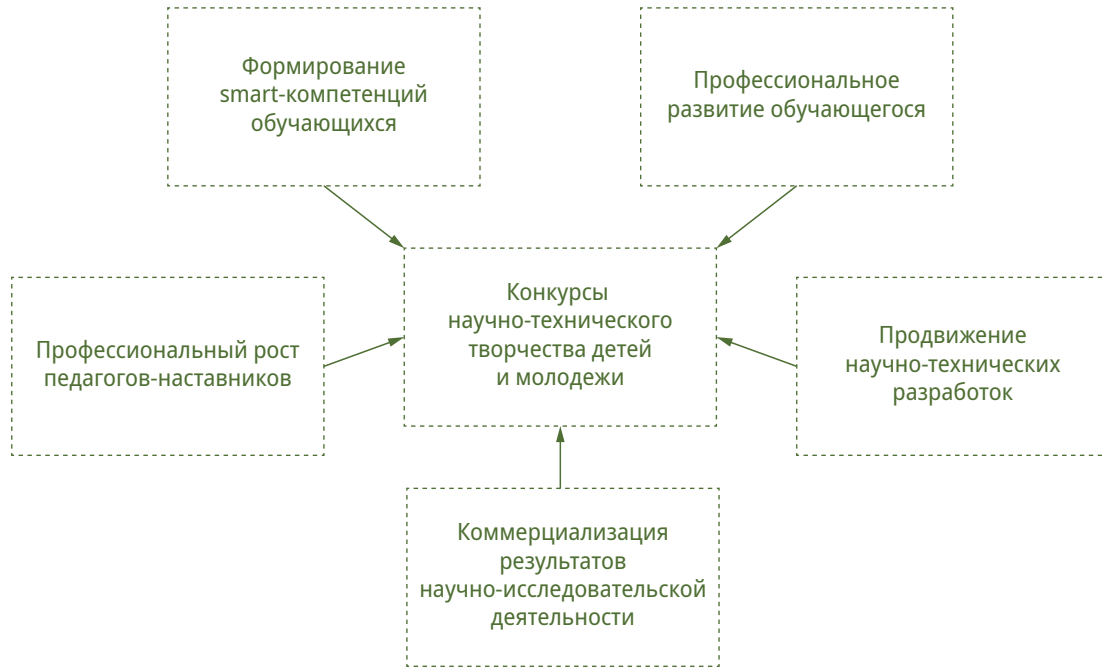 Формирование
smart-компетенций
обучающихся
Профессиональное
развитие обучающегося
Профессиональный рост
педагогов-наставников
Конкурсы
научно-технического
творчества детей
и молодежи
Продвижение
научно-технических
разработок
Коммерциализация
результатов
научно-исследовательской
деятельности